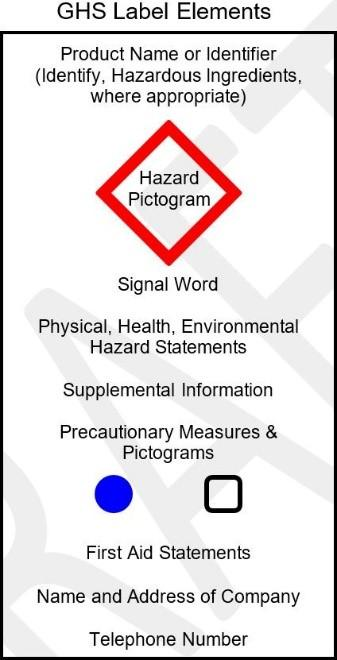 GHS Label Elements
Product Name or Identifier
(Identify, Hazardous Ingredients,
where appropriate)
Hazard
Pictogram
Signal Word
Physical, Health, Environmental
Hazard Statements
Supplemental Information
Precautionary Measures &
Pictograms
First Aid Statements
Name and Address of Company
Telephone Number